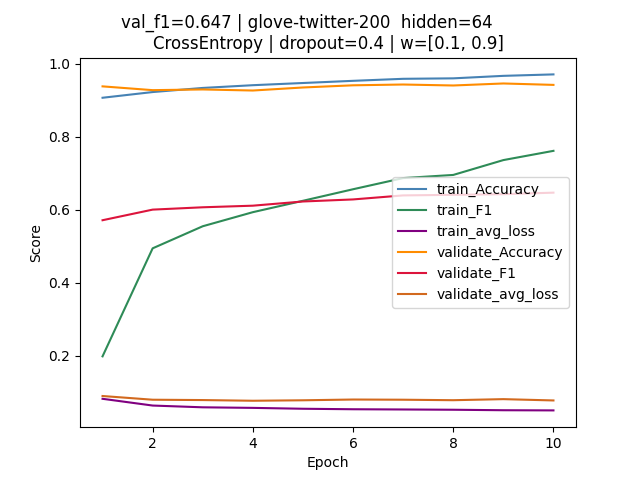 val_f1=0.647 | glove-twitter-200  hidden=64
CrossEntropy | dropout=0.4 | w=[0.1, 0.9]
1.0
0.8
0.6
0.4
0.2
Score
train_Accuracy
train_F1
train_avg_loss
validate_Accuracy
validate_F1
validate_avg_loss
2
4
6
8
10
Epoch